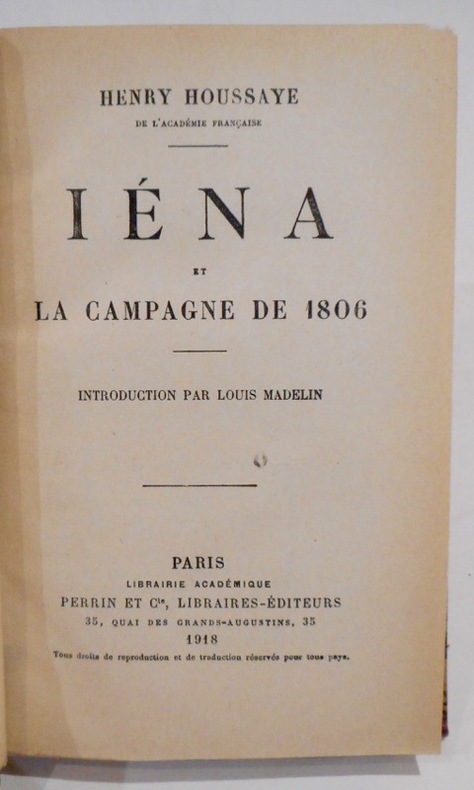 HENRY HOUSSAYE
DE L'ACADÉMIE FRANÇAISE
IÉNA
ET
LA CAMPAGNE DE 1806
INTRODUCTION PAR LOUIS MADELIN
PARIS
LIBRAIRIE ACADÉMIQUE
PERRIN ET Cie, LIBRAIRES-ÉDITEURS
35, QUAI DES GRANDS-AUGUSTINS, 35
1918
Tous droits de reproduction et de traduction réservés pour tous pays.